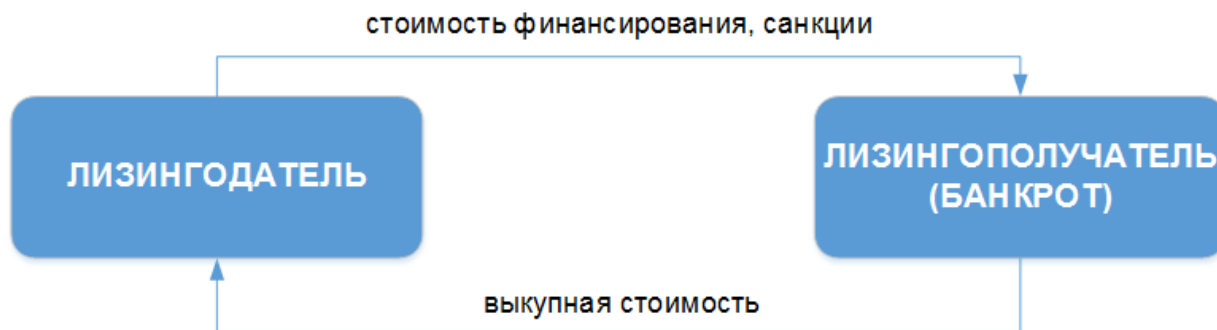 стоимость финансирования, санкции
ЛИЗИНГОДАТЕЛЬ
ЛИЗИНГОПОЛУЧАТЕЛЬ
(БАНКРОТ)
выкупная стоимость